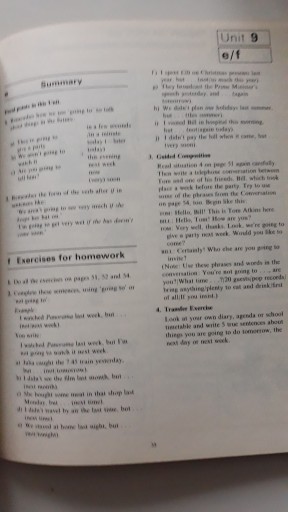 Unit 9
e/f
Summary
Focal points in this Unit
1. Remember how we use 'going to' to talk
about things in the future:
in a few seconds
in a minute
a) They're going to
give a party
today)
b) We aren't going to
watch it
this evening
next week
c) Are you going to
tell him?
now
(very) soon
2. Remember the form of the verb after if in
sentences like:
We aren't going to see very much if the
I'm going to get very wet if she has doesn't
come soon.
f Exercises for homework
1. Do all the exercises on pages 51, 52 and 54.
2. Complete these sentences, using 'going to' or
'not going to'.
Example:
I watched Panorama last week, but . . .
(not/next week)
You write:
I watched Panorama last week, but I'm
not going to watch it next week.
a) Julia caught the 7.45 train yesterday,
but . . . (not/tomorrow).
b) I didn't see the film last month, but . . .
(next month)
c) She bought some meat in that shop last
Monday, but . . . (next time).
d) I didn't travel by air the last time, but . . .
(next time).
e) We stayed at home last night, but . . .
(not/tonight)
f) I spent £20 on Christmas presents last
year, but . . . (not/so much this year)
g) They broadcast the Prime Minister's
speech yesterday, and . . . (again
tomorrow)
h) We didn't plan our holidays last summer,
but . . . (this summer)
i) I visited Bill in hospital this morning,
but . . . (not/again today)
j) I didn't pay the bill when it came, but . . .
(very soon)
3. Guided Conversation
Read situation 4 on page 51 again carefully.
Then write a telephone conversation between
Tom and one of his friends, Bill, which took
place a week before the party. Try to use
some of the phrases from the Conversation
on page 54, too. Begin like this:
TOM: Hello, Bill! This is Tom Atkins here.
BILL: Hello, Tom! How are you?
TOM: Very well, thanks. Look, we're going to
give a party next week. Would you like to
come?
BILL: Certainly! Who else are you going to
invite?
(Note: Use these phrases and words in the
conversation: You're not going to . . . are
you?/What time . . . ?/20 guests/pop records/
bring anything/plenty to eat and drink/first
of all/If you insist.)
4. Transfer Exercise
Look at your own diary, agenda or school
timetable and write 5 true sentences about
things you are going to do tomorrow, the
next day or next week.